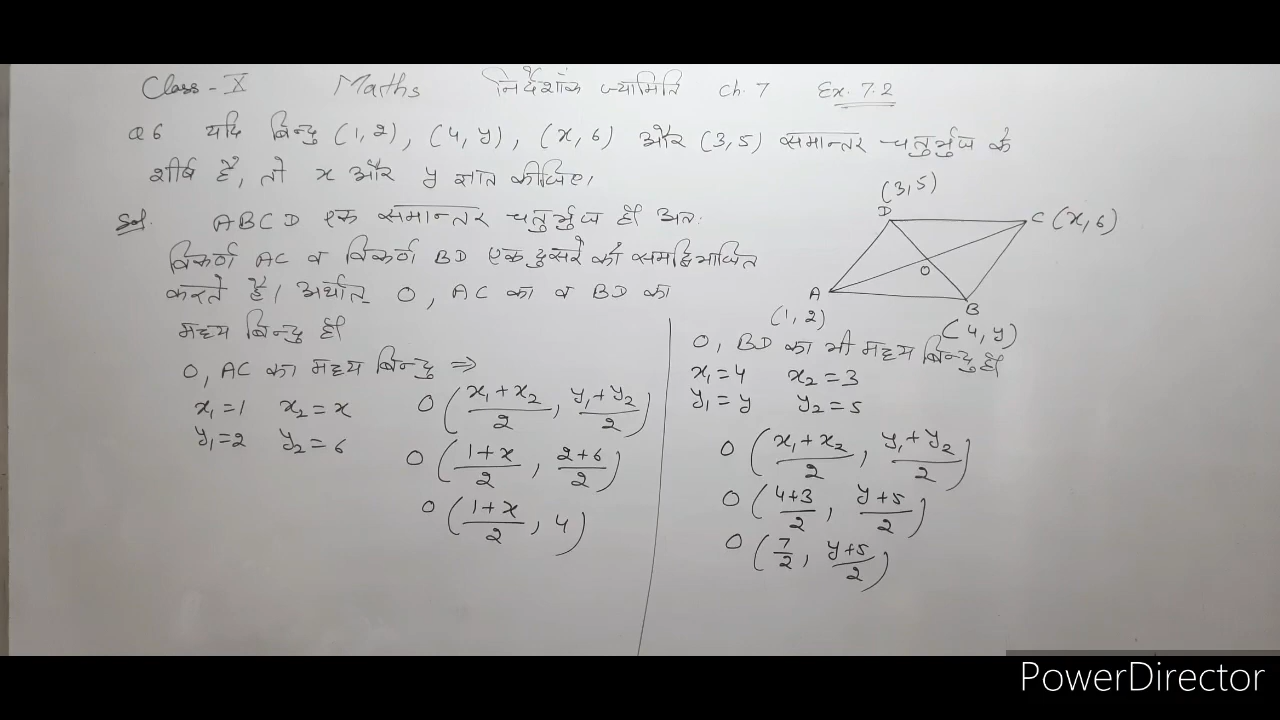 Class - X Maths निर्देशांक ज्यामिति Ch. 7 Ex. 7.2
Q 6 यदि बिन्दु (1, 2), (4, y), (x, 6) और (3, 5) समान्तर चतुर्भुज के
शीर्ष हैं, तो x और y ज्ञात कीजिए।
Sol. ABCD एक समान्तर चतुर्भुज है। अतः
विकर्ण AC व विकर्ण BD एक दुसरे को समद्विभाजित
करते है। अर्थात O, AC का व BD का
मध्य बिन्दु है।
O, AC का मध्य बिन्दु ⇒
x₁ = 1 x₂ = x
y₁ = 2 y₂ = 6
O ( (x₁ + x₂)/2 , (y₁ + y₂)/2 )
O ( (1 + x)/2 , (2 + 6)/2 )
O ( (1 + x)/2 , 4 )
(3, 5)
D
C (x, 6)
O
A
(1, 2)
B
(4, y)
O, BD का भी मध्य बिन्दु है।
x₁ = 4 x₂ = 3
y₁ = y y₂ = 5
O ( (x₁ + x₂)/2 , (y₁ + y₂)/2 )
O ( (4+3)/2 , (y+5)/2 )
O ( 7/2 , (y+5)/2 )
PowerDirector